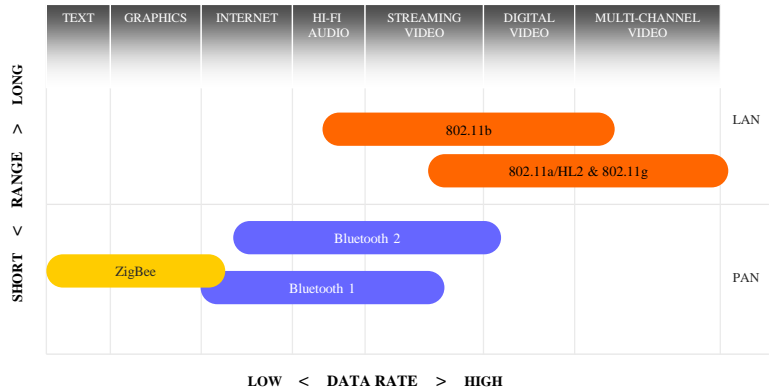 TEXT
GRAPHICS
INTERNET
HI-FI
AUDIO
STREAMING
VIDEO
DIGITAL
VIDEO
MULTI-CHANNEL
VIDEO
SHORT < RANGE > LONG
802.11b
LAN
802.11a/HL2 & 802.11g
Bluetooth 2
ZigBee
PAN
Bluetooth 1
LOW < DATA RATE > HIGH